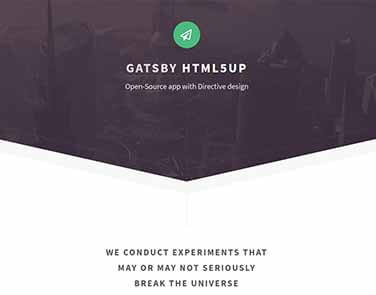 GATSBY HTML5UP
Open-Source app with Directive design
WE CONDUCT EXPERIMENTS THAT
MAY OR MAY NOT SERIOUSLY
BREAK THE UNIVERSE